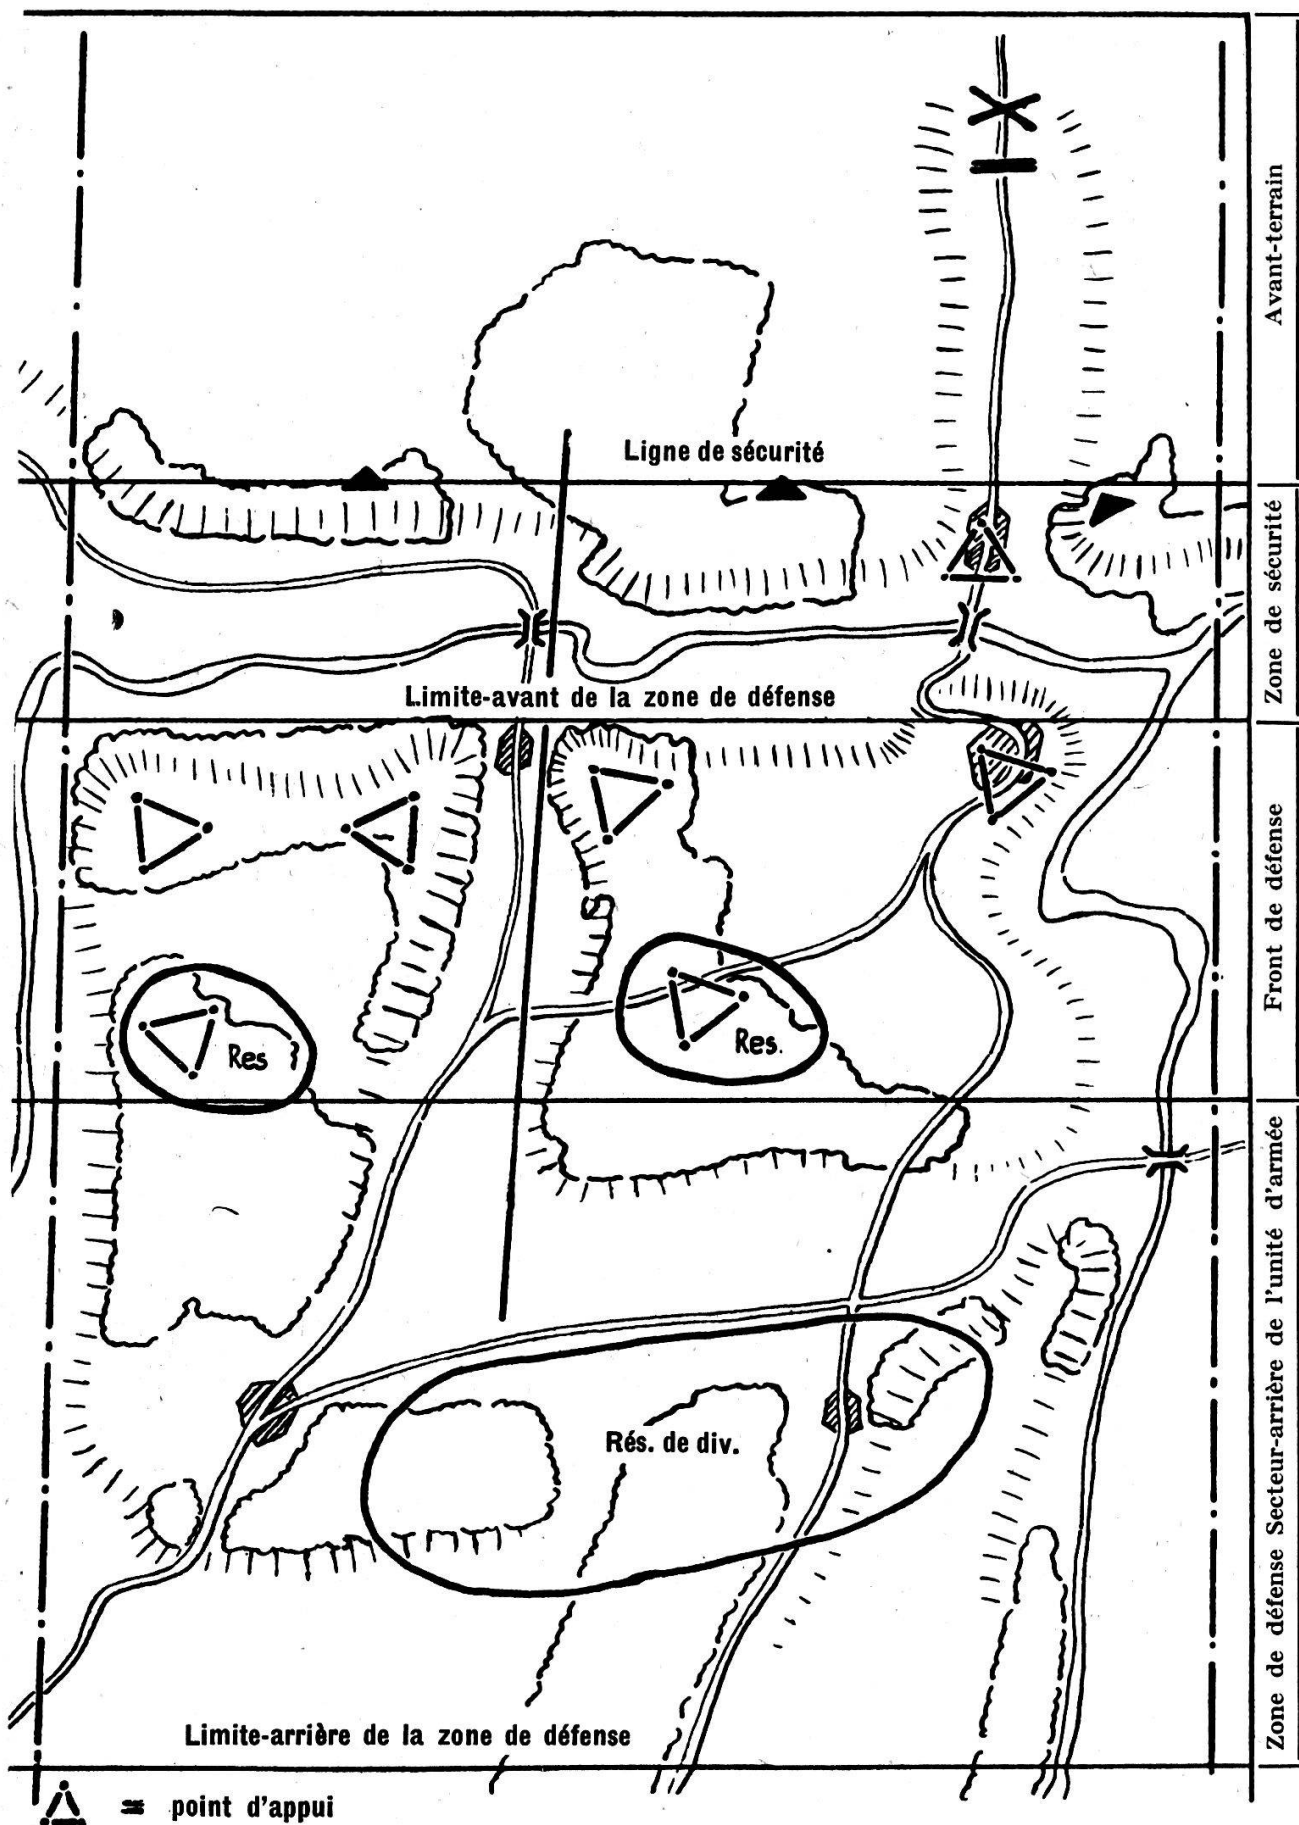 Avant-terrain
Ligne de sécurité
Zone de sécurité
Limite-avant de la zone de défense
Front de défense
Res
Res.
Zone de défense Secteur-arrière de l'unité d'armée
Rés. de div.
Limite-arrière de la zone de défense
= point d'appui